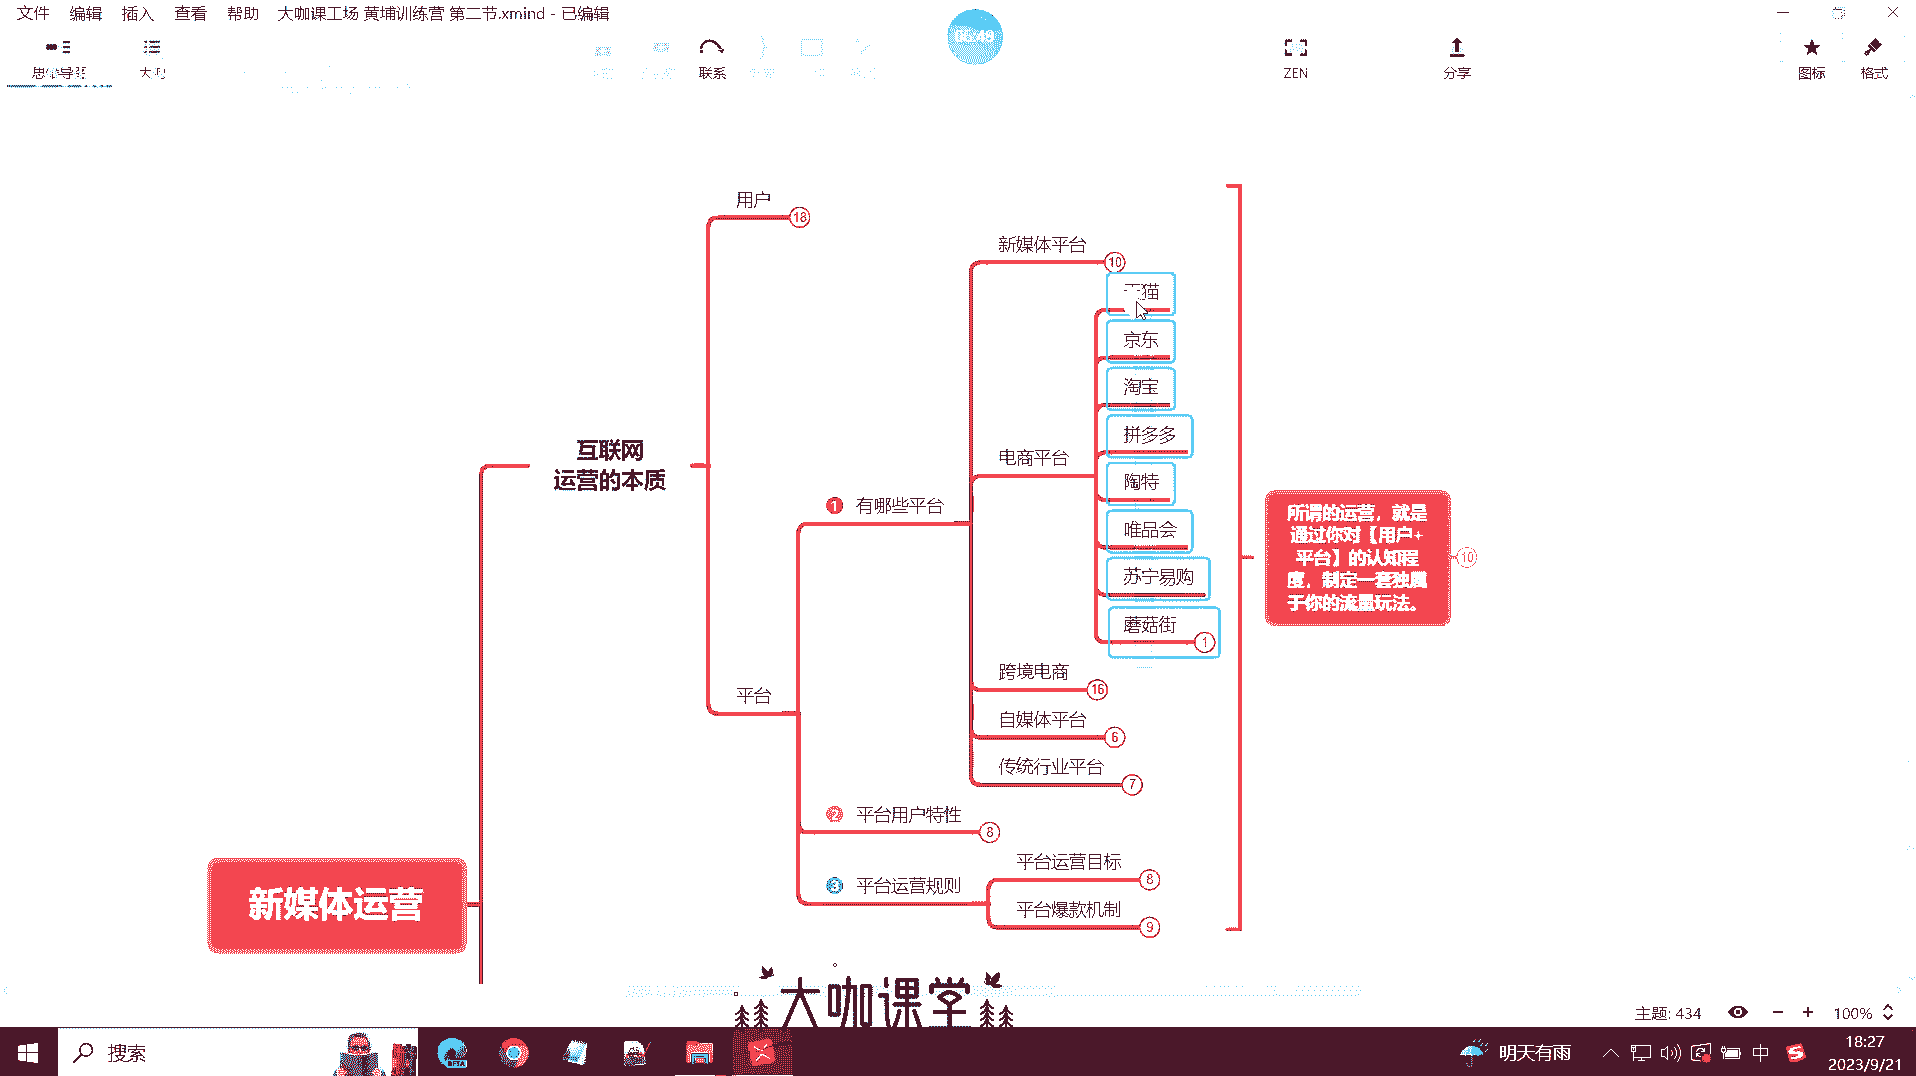 文件 编辑 插入 查看 帮助 大咖课工场 黄埔训练营 第二节.xmind - 已编辑
06:49
联系
ZEN
分享
图标
格式
用户
18
新媒体平台
10
猫
京东
淘宝
拼多多
电商平台
陶特
唯品会
苏宁易购
蘑菇街
1
互联网
运营的本质
1 有哪些平台
所谓的运营，就是
通过你对【用户+
平台】的认知程
度，制定一套独属
于你的流量玩法。
10
跨境电商
16
平台
自媒体平台
6
传统行业平台
7
2 平台用户特性
8
平台运营目标
8
3 平台运营规则
平台爆款机制
9
新媒体运营
大咖课堂
主题: 434
100%
搜索
明天有雨
中
18:27
2023/9/21